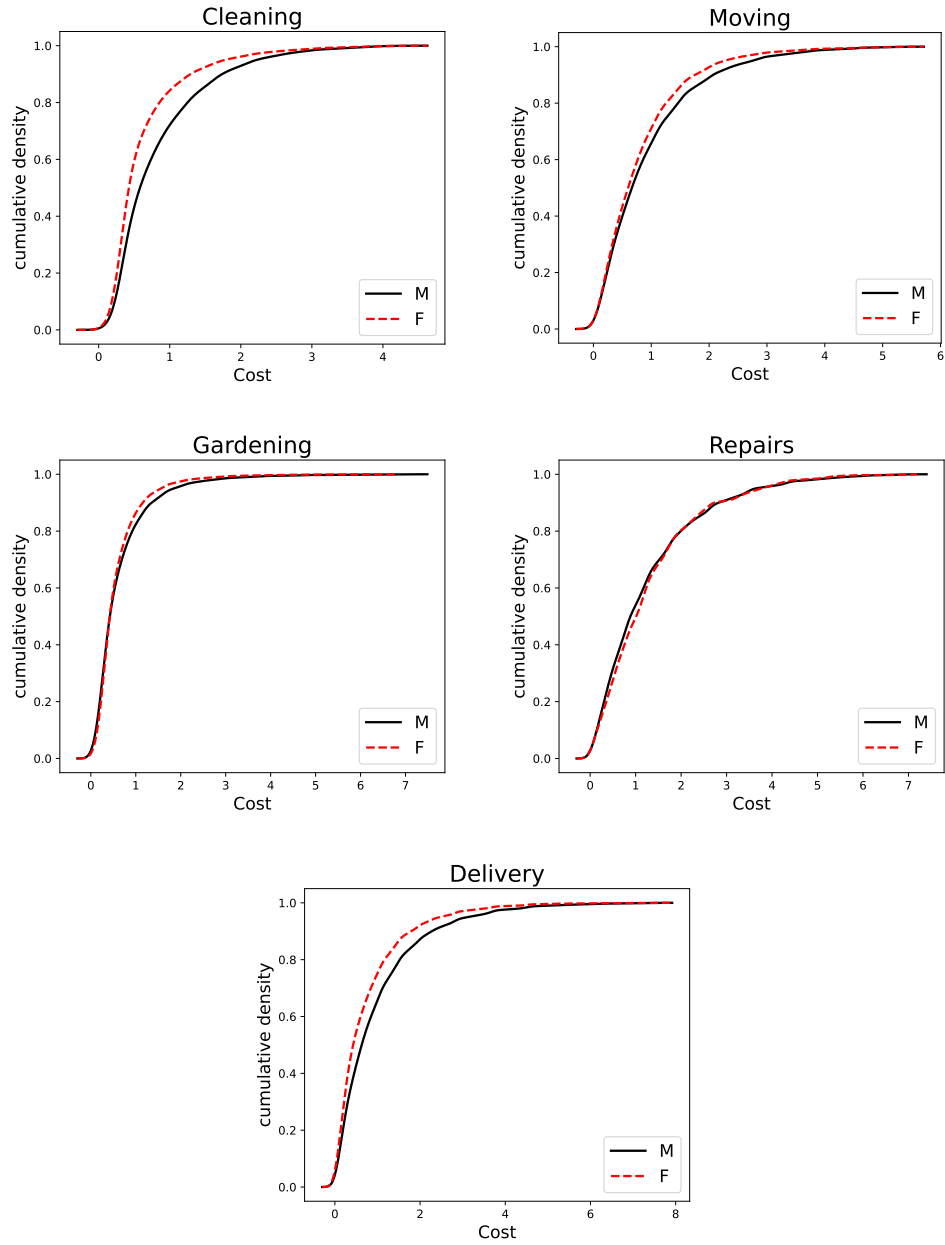 Cleaning
cumulative density
1.0
0.8
0.6
0.4
0.2
0.0
0 1 2 3 4
Cost
M
F
Moving
cumulative density
1.0
0.8
0.6
0.4
0.2
0.0
0 1 2 3 4 5 6
Cost
M
F
Gardening
cumulative density
1.0
0.8
0.6
0.4
0.2
0.0
0 1 2 3 4 5 6 7
Cost
M
F
Repairs
cumulative density
1.0
0.8
0.6
0.4
0.2
0.0
0 1 2 3 4 5 6 7
Cost
M
F
Delivery
cumulative density
1.0
0.8
0.6
0.4
0.2
0.0
0 2 4 6 8
Cost
M
F